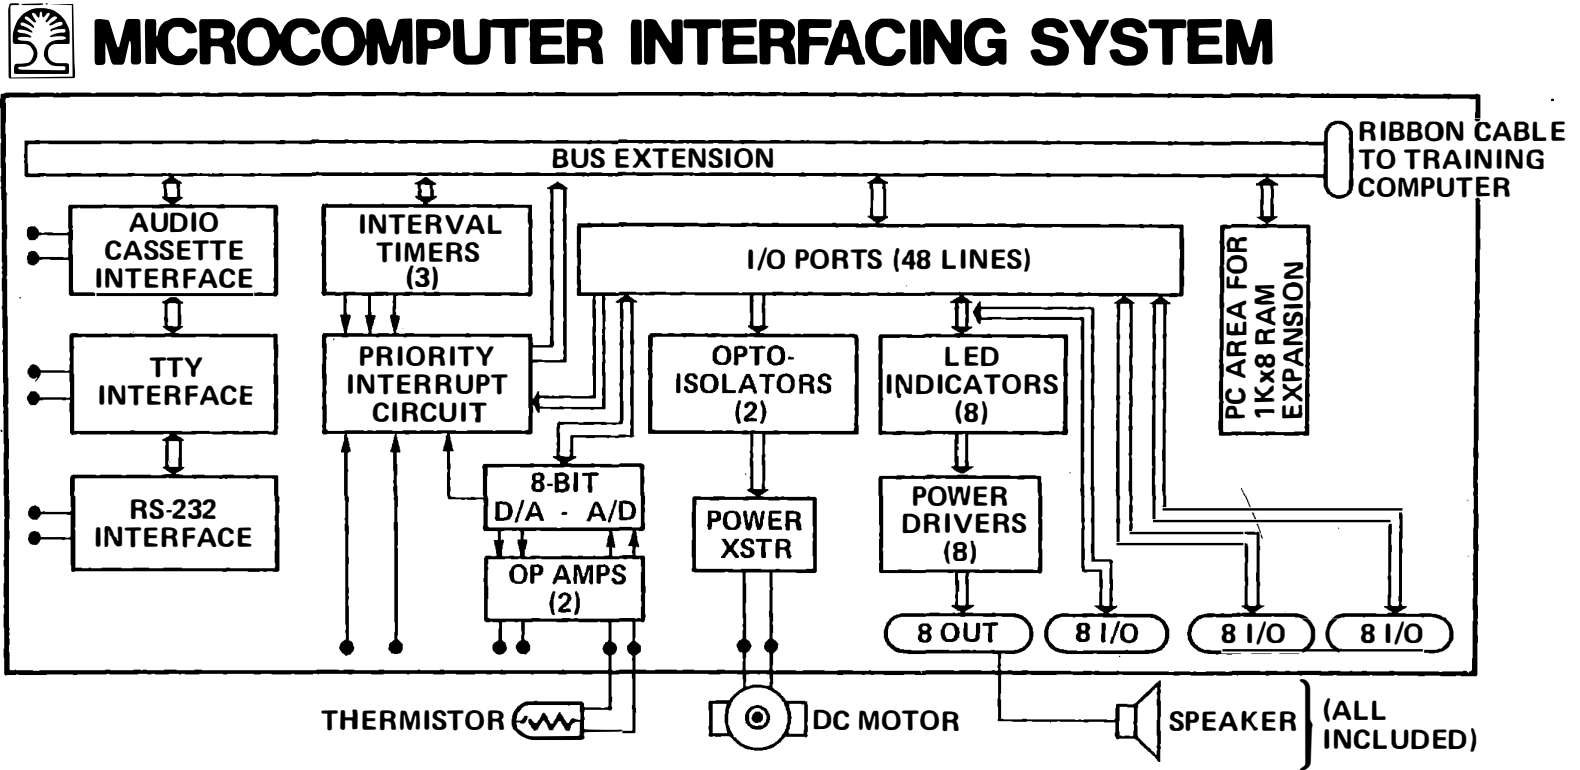 MICROCOMPUTER INTERFACING SYSTEM
RIBBON CABLE
TO TRAINING
COMPUTER
BUS EXTENSION
AUDIO
CASSETTE
INTERFACE
INTERVAL
TIMERS
(3)
I/O PORTS (48 LINES)
PC AREA FOR
1Kx8 RAM
EXPANSION
TTY
INTERFACE
PRIORITY
INTERRUPT
CIRCUIT
OPTO-
ISOLATORS
(2)
LED
INDICATORS
(8)
RS-232
INTERFACE
8-BIT
D/A - A/D
OP AMPS
(2)
POWER
XSTR
POWER
DRIVERS
(8)
8 OUT
8 I/O
8 I/O
8 I/O
THERMISTOR
DC MOTOR
SPEAKER
(ALL
INCLUDED)